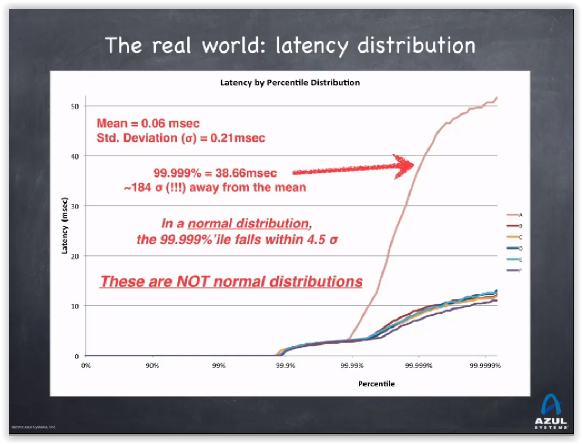 The real world: latency distribution
Latency by Percentile Distribution
Mean = 0.06 msec
Std. Deviation (σ) = 0.21msec
99.999% = 38.66msec
~184 σ (!!!) away from the mean
In a normal distribution,
the 99.999%'ile falls within 4.5 σ
These are NOT normal distributions
Latency (msec)
50
40
30
20
10
0
0%
90%
99%
99.9%
99.99%
99.999%
99.9999%
Percentile
A
B
C
D
E
F
AZUL
SYSTEMS